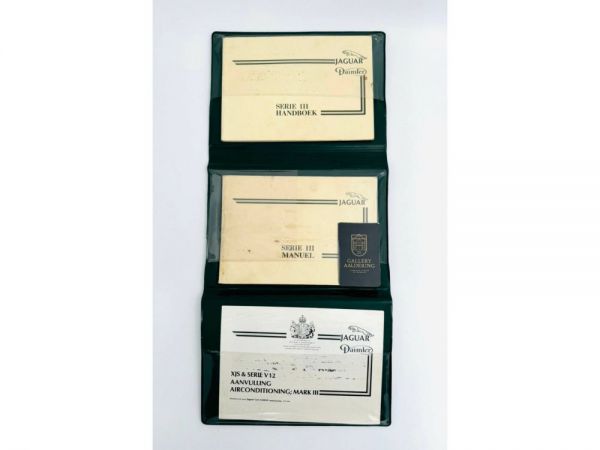 JAGUAR
Daimler
SERIE III
HANDBOEK
JAGUAR
SERIE III
MANUEL
GALLERY
AALDERING
JAGUAR
Daimler
XJS & SERIE V12
AANVULLING
AIRCONDITIONING; MARK III